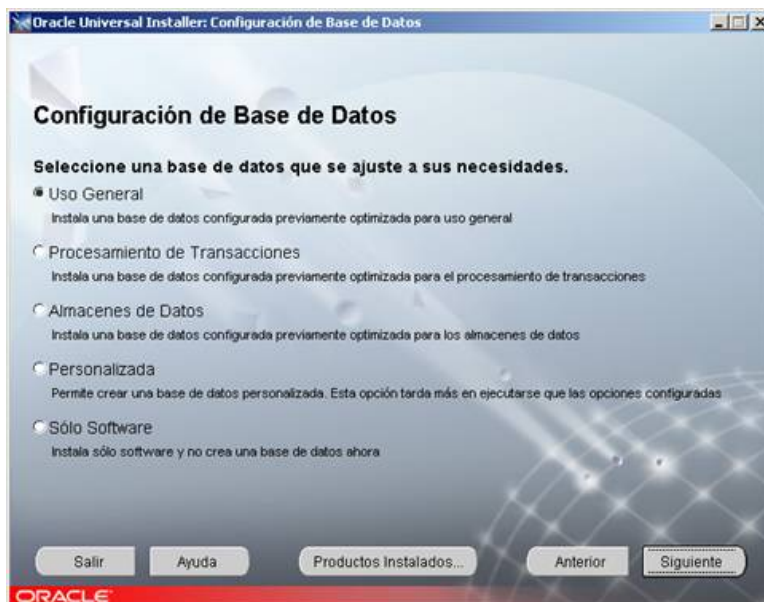 Oracle Universal Installer: Configuración de Base de Datos
Configuración de Base de Datos
Seleccione una base de datos que se ajuste a sus necesidades.
Uso General
Instala una base de datos configurada previamente optimizada para uso general
Procesamiento de Transacciones
Instala una base de datos configurada previamente optimizada para el procesamiento de transacciones
Almacenes de Datos
Instala una base de datos configurada previamente optimizada para los almacenes de datos
Personalizada
Permite crear una base de datos personalizada. Esta opción tarda más en ejecutarse que las opciones configuradas
Sólo Software
Instala sólo software y no crea una base de datos ahora
Salir Ayuda Productos Instalados... Anterior Siguiente
ORACLE